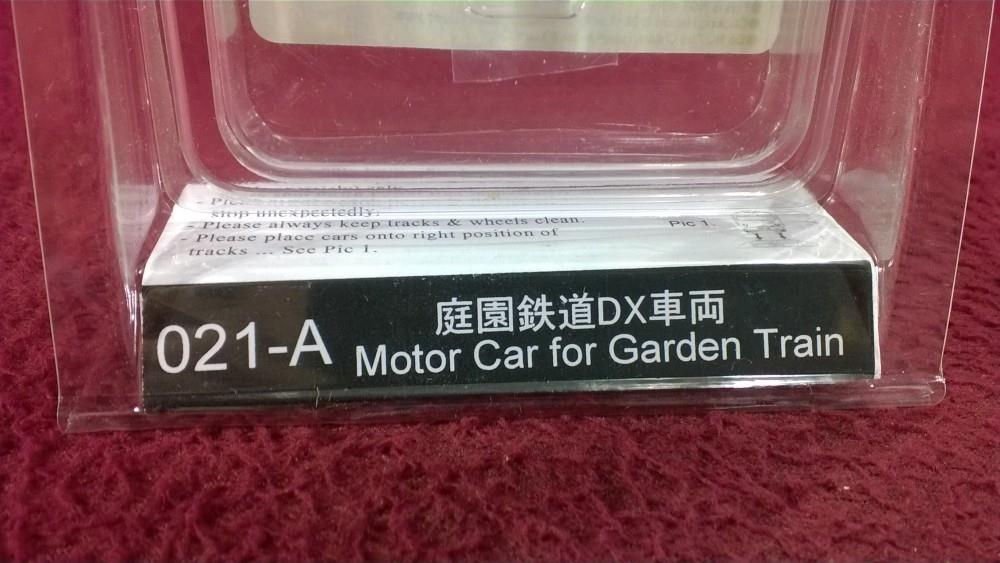 stop unexpectedly.
- Please always keep tracks & wheels clean.
- Please place cars onto right position of
tracks ... See Pic 1.
Pic 1.
021-A
庭園鉄道DX車両
Motor Car for Garden Train